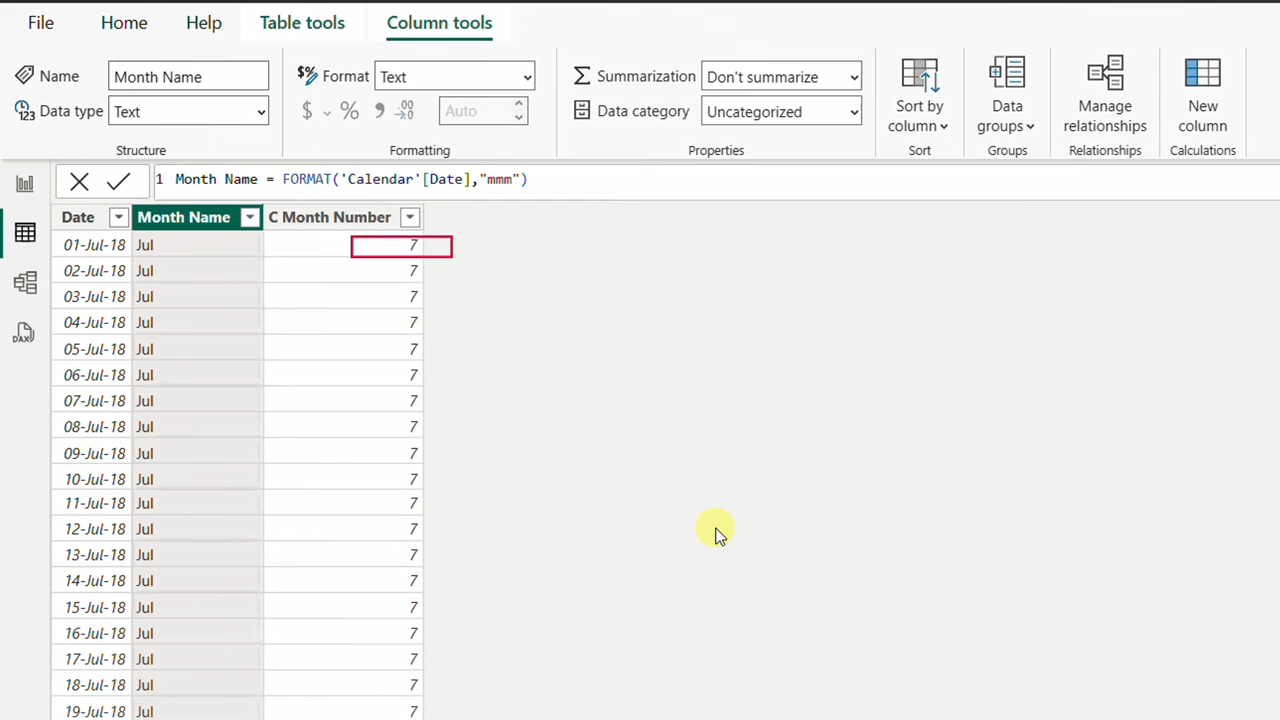 File Home Help Table tools Column tools
Name Month Name $% Format Text Σ Summarization Don't summarize Sort by column Data groups Manage relationships New column
123 Data type Text $ % 9 .00 Auto Data category Uncategorized
Structure Formatting Properties Sort Groups Relationships Calculations
1 Month Name = FORMAT('Calendar'[Date],"mmm")
Date Month Name C Month Number
01-Jul-18 Jul 7
02-Jul-18 Jul 7
03-Jul-18 Jul 7
04-Jul-18 Jul 7
05-Jul-18 Jul 7
06-Jul-18 Jul 7
07-Jul-18 Jul 7
08-Jul-18 Jul 7
09-Jul-18 Jul 7
10-Jul-18 Jul 7
11-Jul-18 Jul 7
12-Jul-18 Jul 7
13-Jul-18 Jul 7
14-Jul-18 Jul 7
15-Jul-18 Jul 7
16-Jul-18 Jul 7
17-Jul-18 Jul 7
18-Jul-18 Jul 7
19-Jul-18 Jul 7
DAX